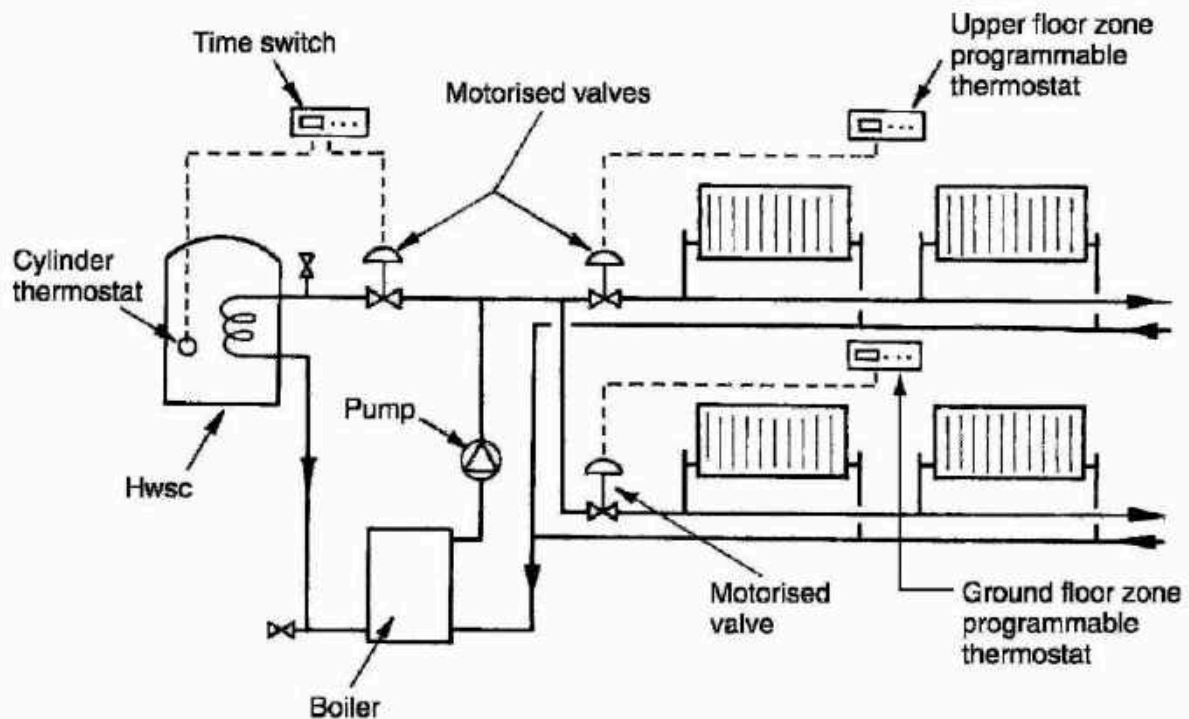 Time switch
Motorised valves
Upper floor zone
programmable
thermostat
Cylinder
thermostat
Pump
Hwsc
Motorised
valve
Ground floor zone
programmable
thermostat
Boiler